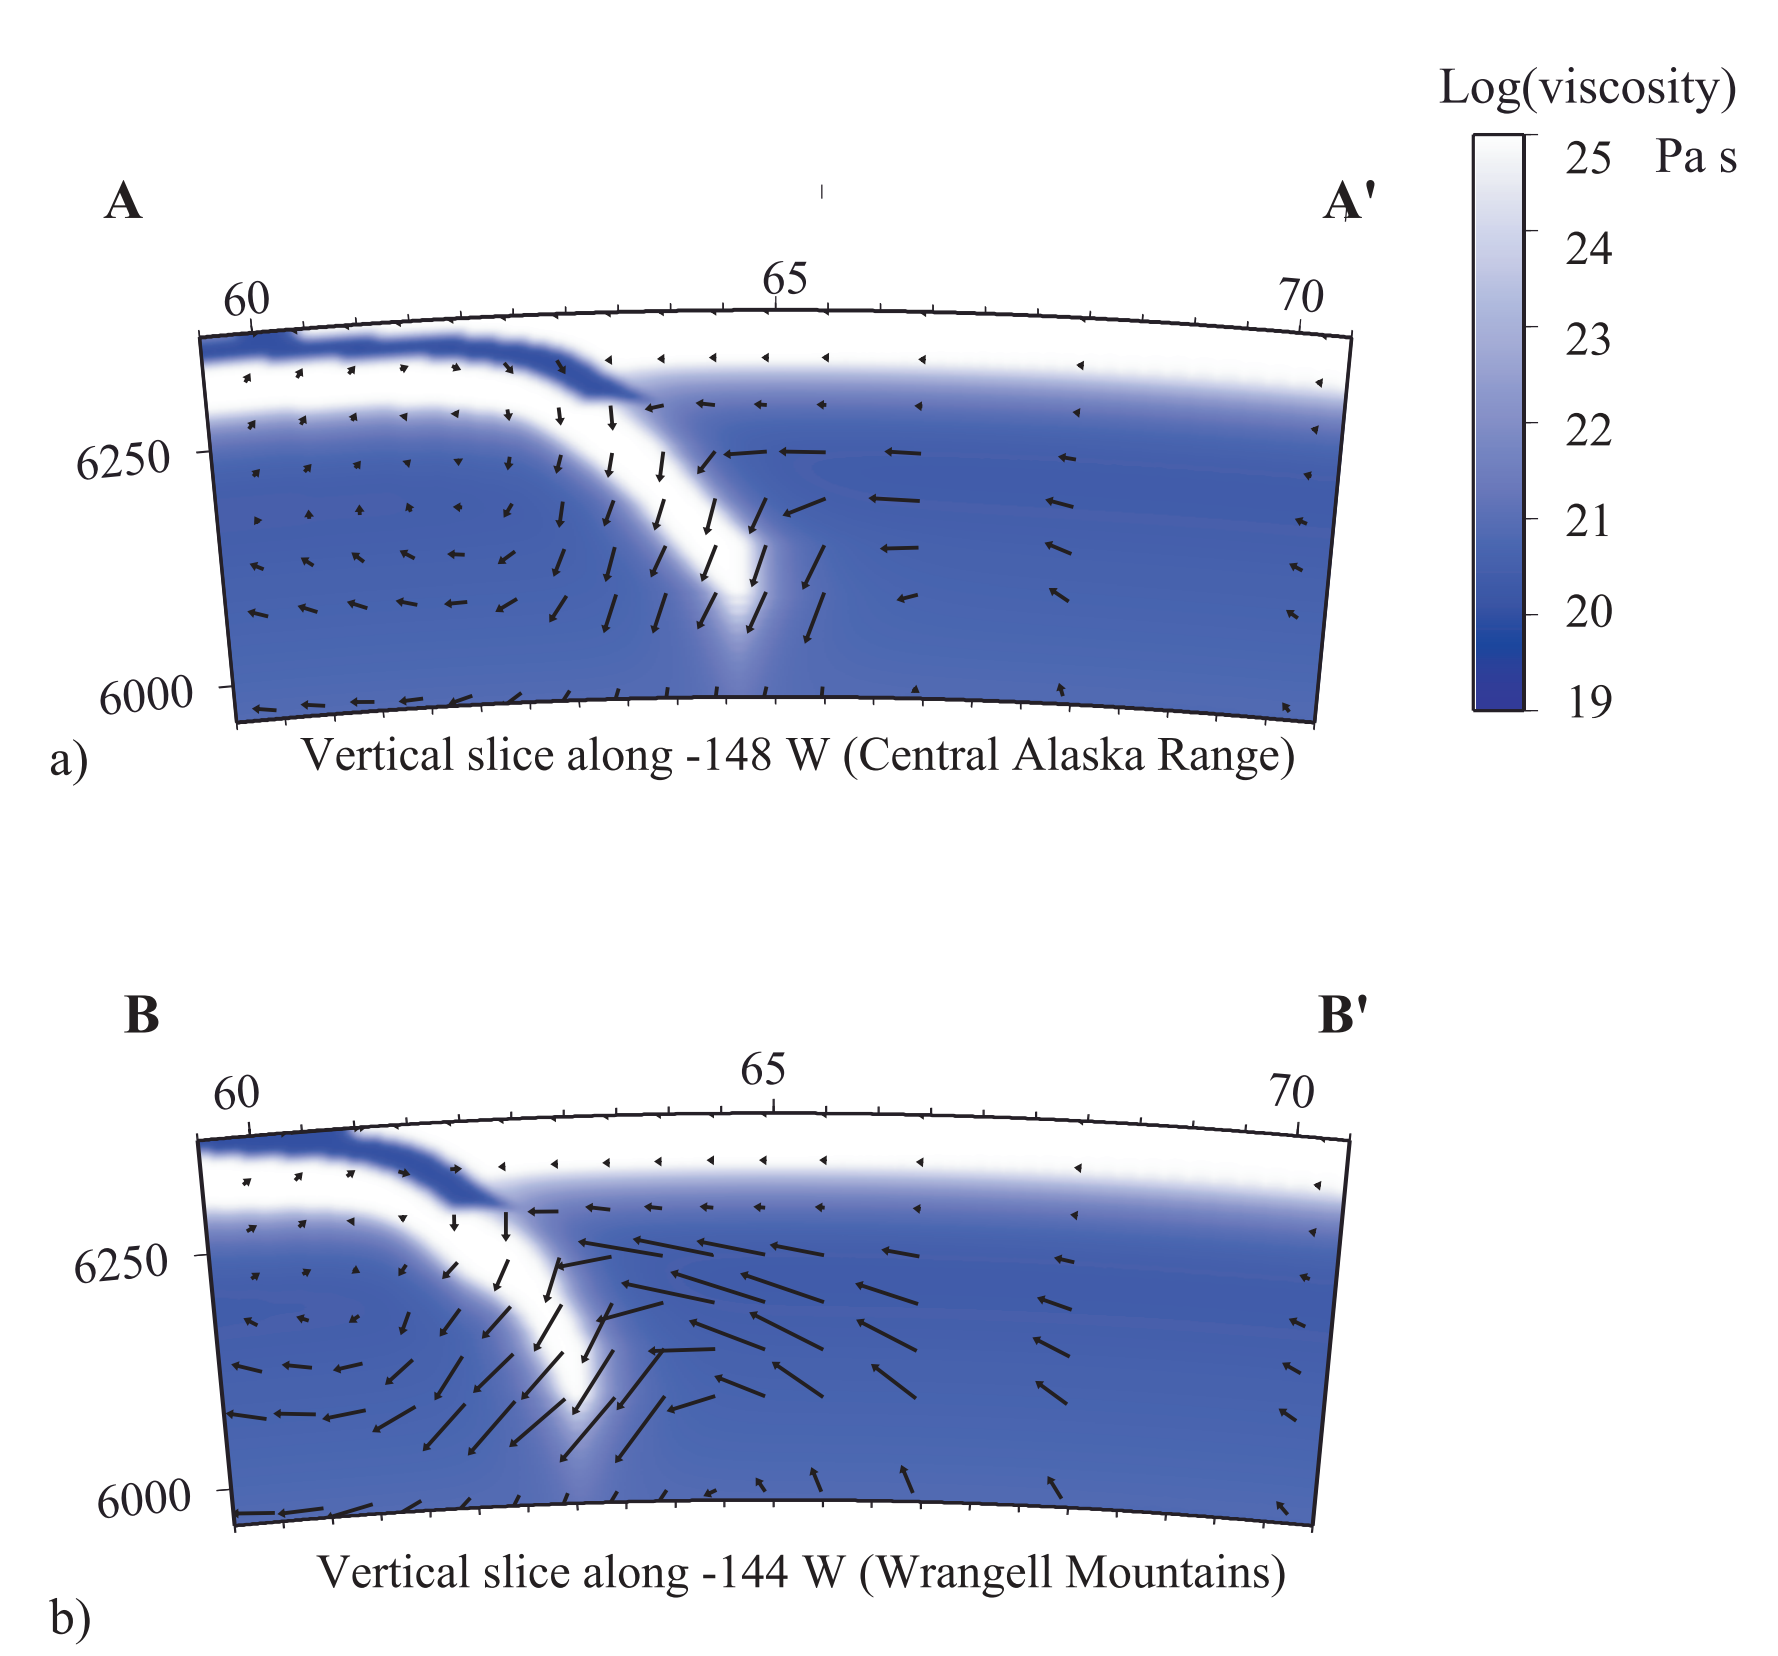 Log(viscosity)
25 Pa s
24
23
22
21
20
19
A A'
60 65 70
6250
6000
a) Vertical slice along -148 W (Central Alaska Range)
B B'
60 65 70
6250
6000
Vertical slice along -144 W (Wrangell Mountains)
b)